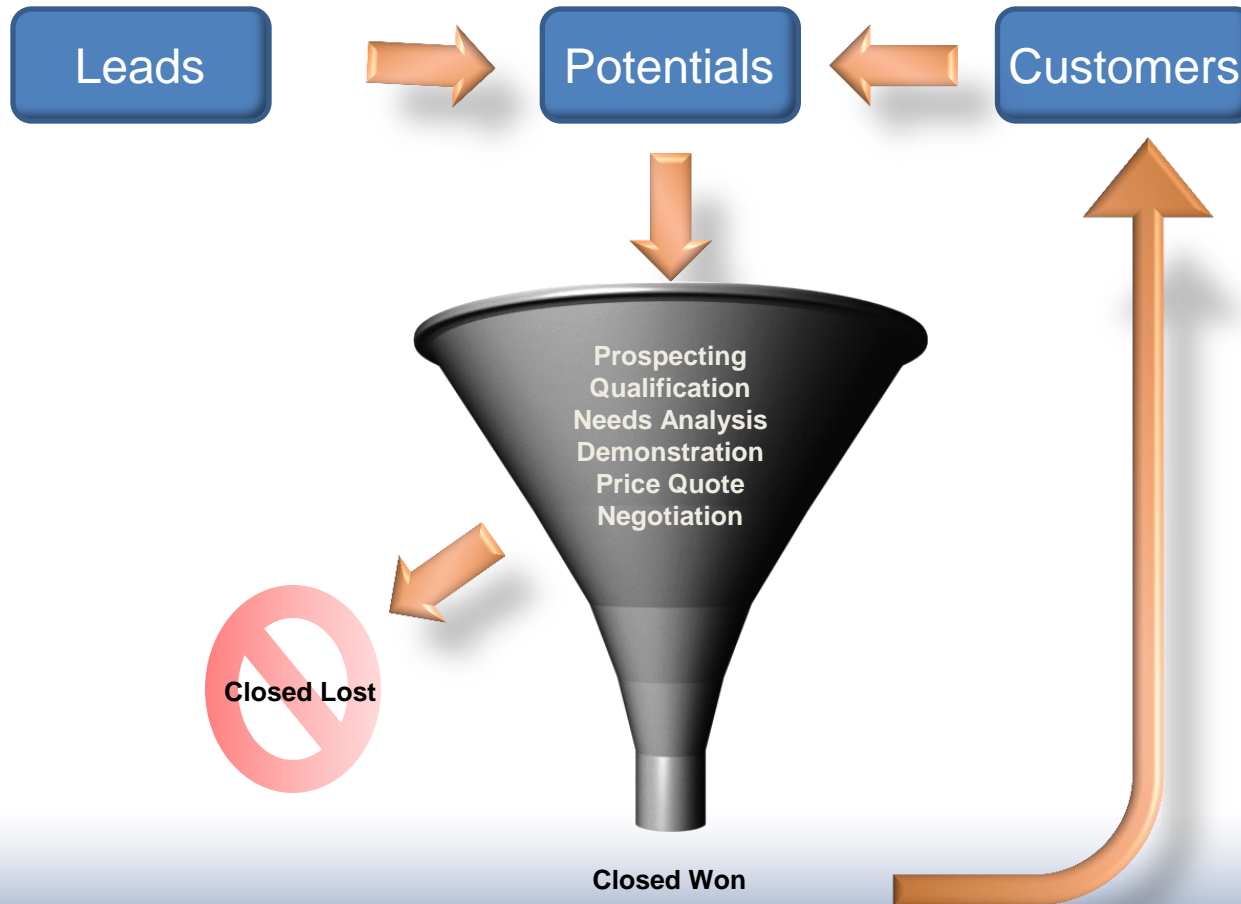 Leads
Potentials
Customers
Prospecting
Qualification
Needs Analysis
Demonstration
Price Quote
Negotiation
Closed Lost
Closed Won